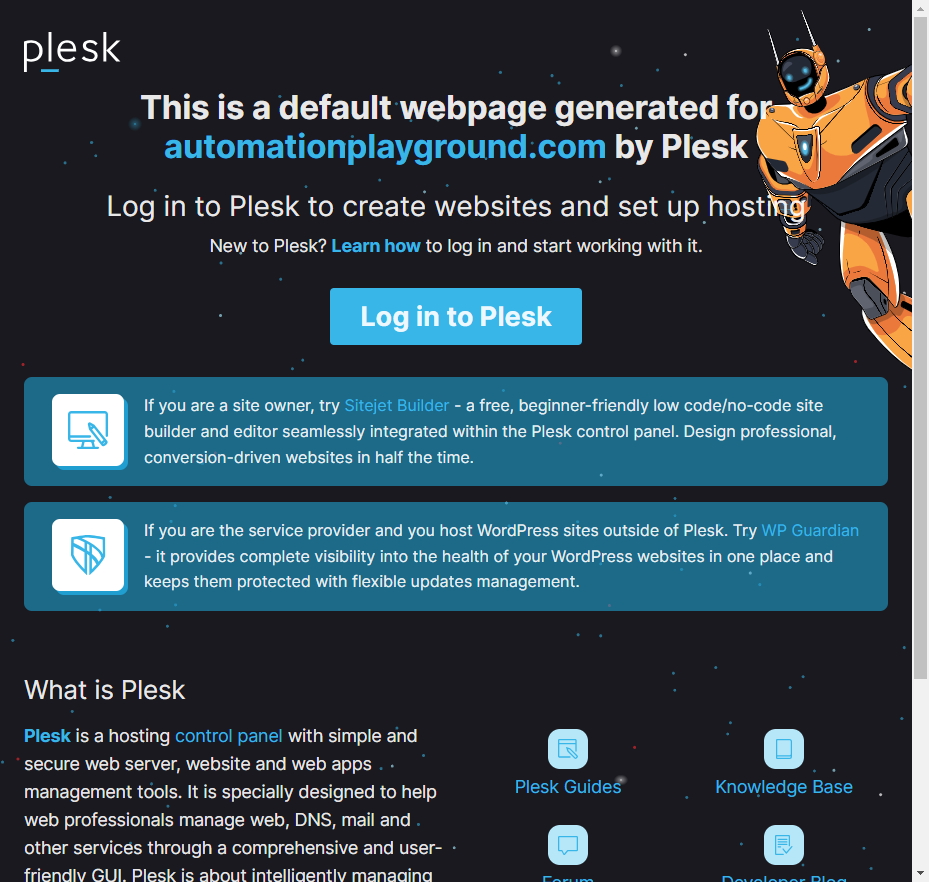 plesk
This is a default webpage generated for
automationplayground.com by Plesk
Log in to Plesk to create websites and set up hosting
New to Plesk? Learn how to log in and start working with it.
Log in to Plesk
If you are a site owner, try Sitejet Builder - a free, beginner-friendly low code/no-code site
builder and editor seamlessly integrated within the Plesk control panel. Design professional,
conversion-driven websites in half the time.
If you are the service provider and you host WordPress sites outside of Plesk. Try WP Guardian
- it provides complete visibility into the health of your WordPress websites in one place and
keeps them protected with flexible updates management.
What is Plesk
Plesk is a hosting control panel with simple and
secure web server, website and web apps
management tools. It is specially designed to help
web professionals manage web, DNS, mail and
other services through a comprehensive and user-
friendly GUI. Plesk is about intelligently managing
Plesk Guides
Knowledge Base
Forum
Developer Blog